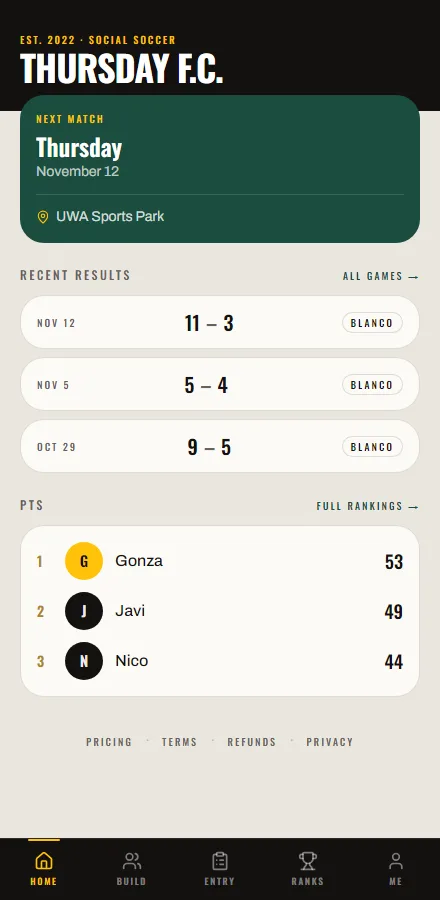 EST. 2022 · SOCIAL SOCCER
THURSDAY F.C.
NEXT MATCH
Thursday
November 12
UWA Sports Park
RECENT RESULTS ALL GAMES →
NOV 12 11 – 3 BLANCO
NOV 5 5 – 4 BLANCO
OCT 29 9 – 5 BLANCO
PTS FULL RANKINGS →
1 G Gonza 53
2 J Javi 49
3 N Nico 44
PRICING · TERMS · REFUNDS · PRIVACY
HOME BUILD ENTRY RANKS ME